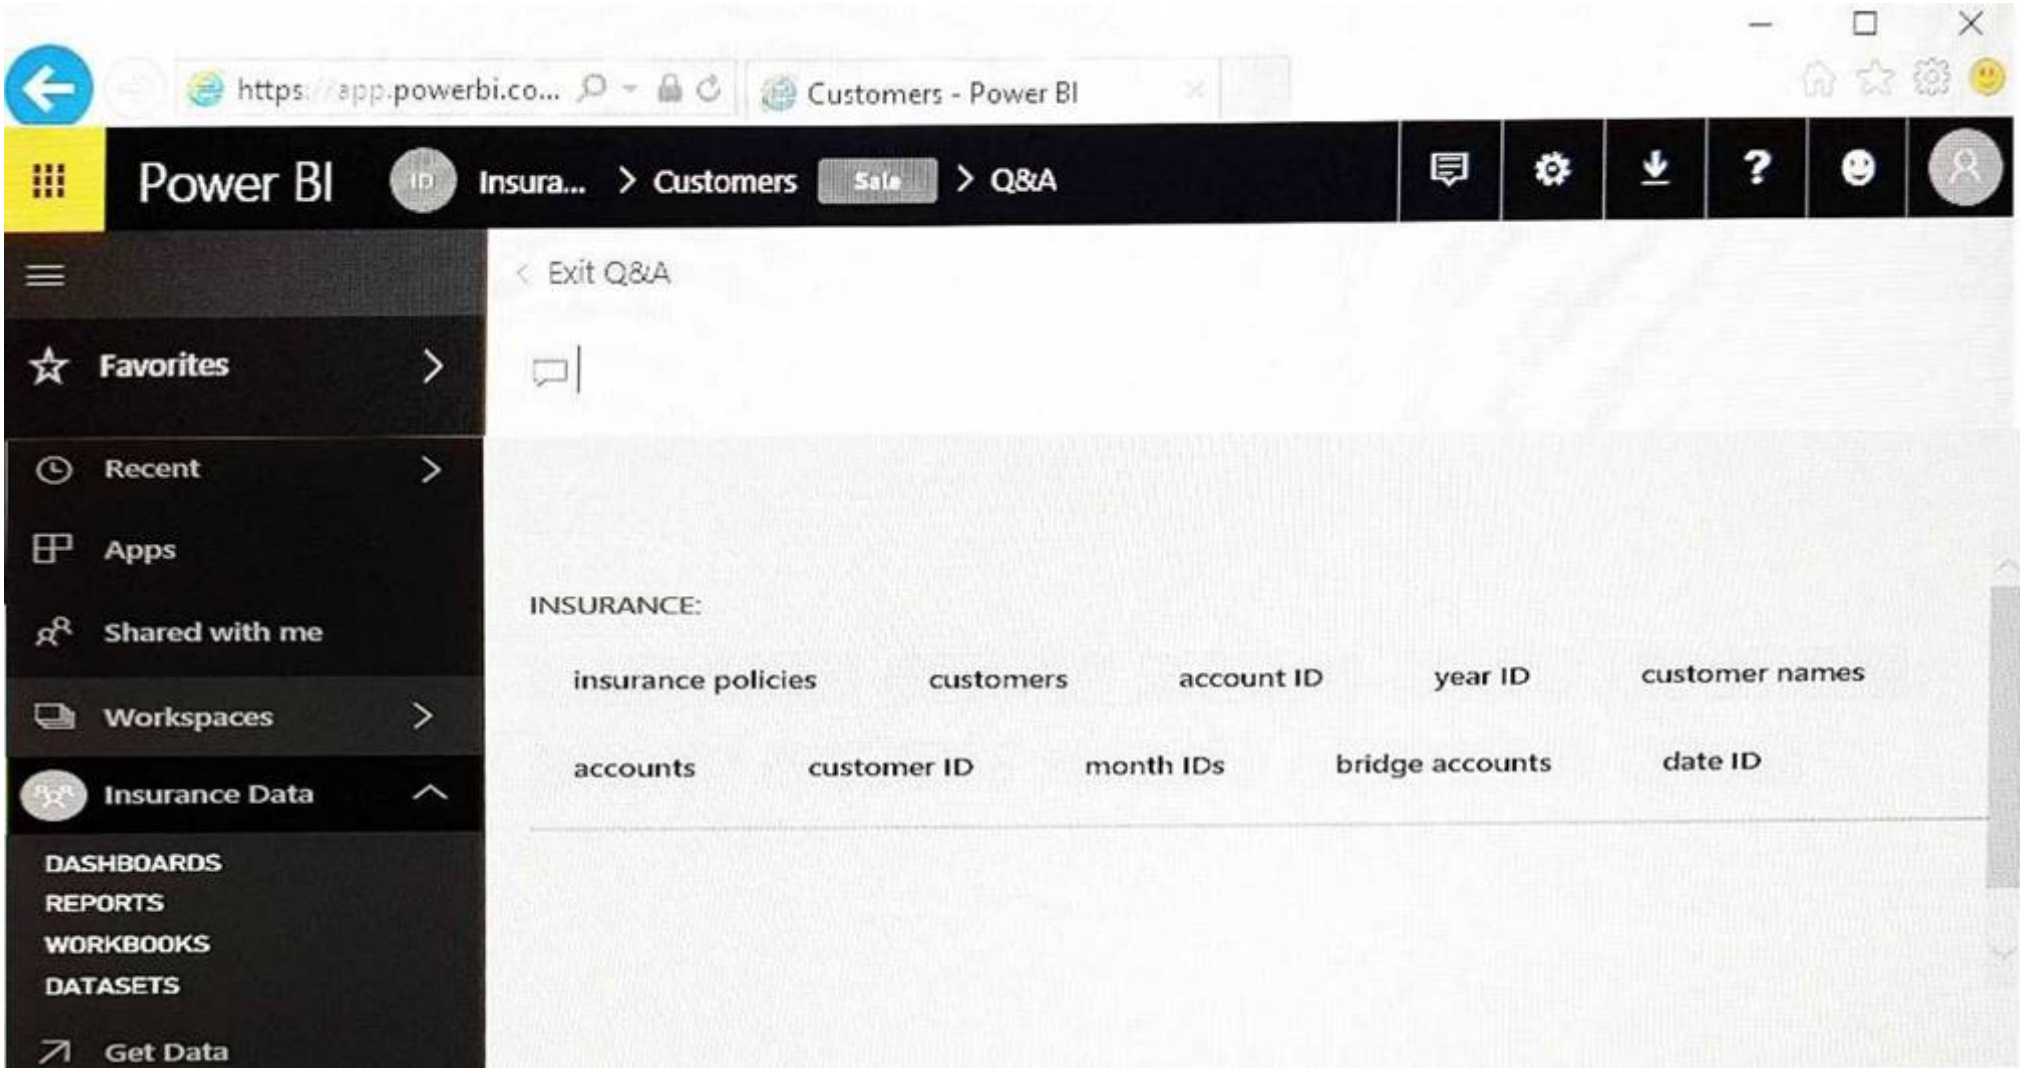 https://app.powerbi.co... Customers - Power BI
Power BI ID Insura... > Customers Sale > Q&A ?
< Exit Q&A
Favorites >
Recent >
Apps
INSURANCE:
Shared with me
insurance policies customers account ID year ID customer names
Workspaces >
accounts customer ID month IDs bridge accounts date ID
Insurance Data
DASHBOARDS
REPORTS
WORKBOOKS
DATASETS
Get Data